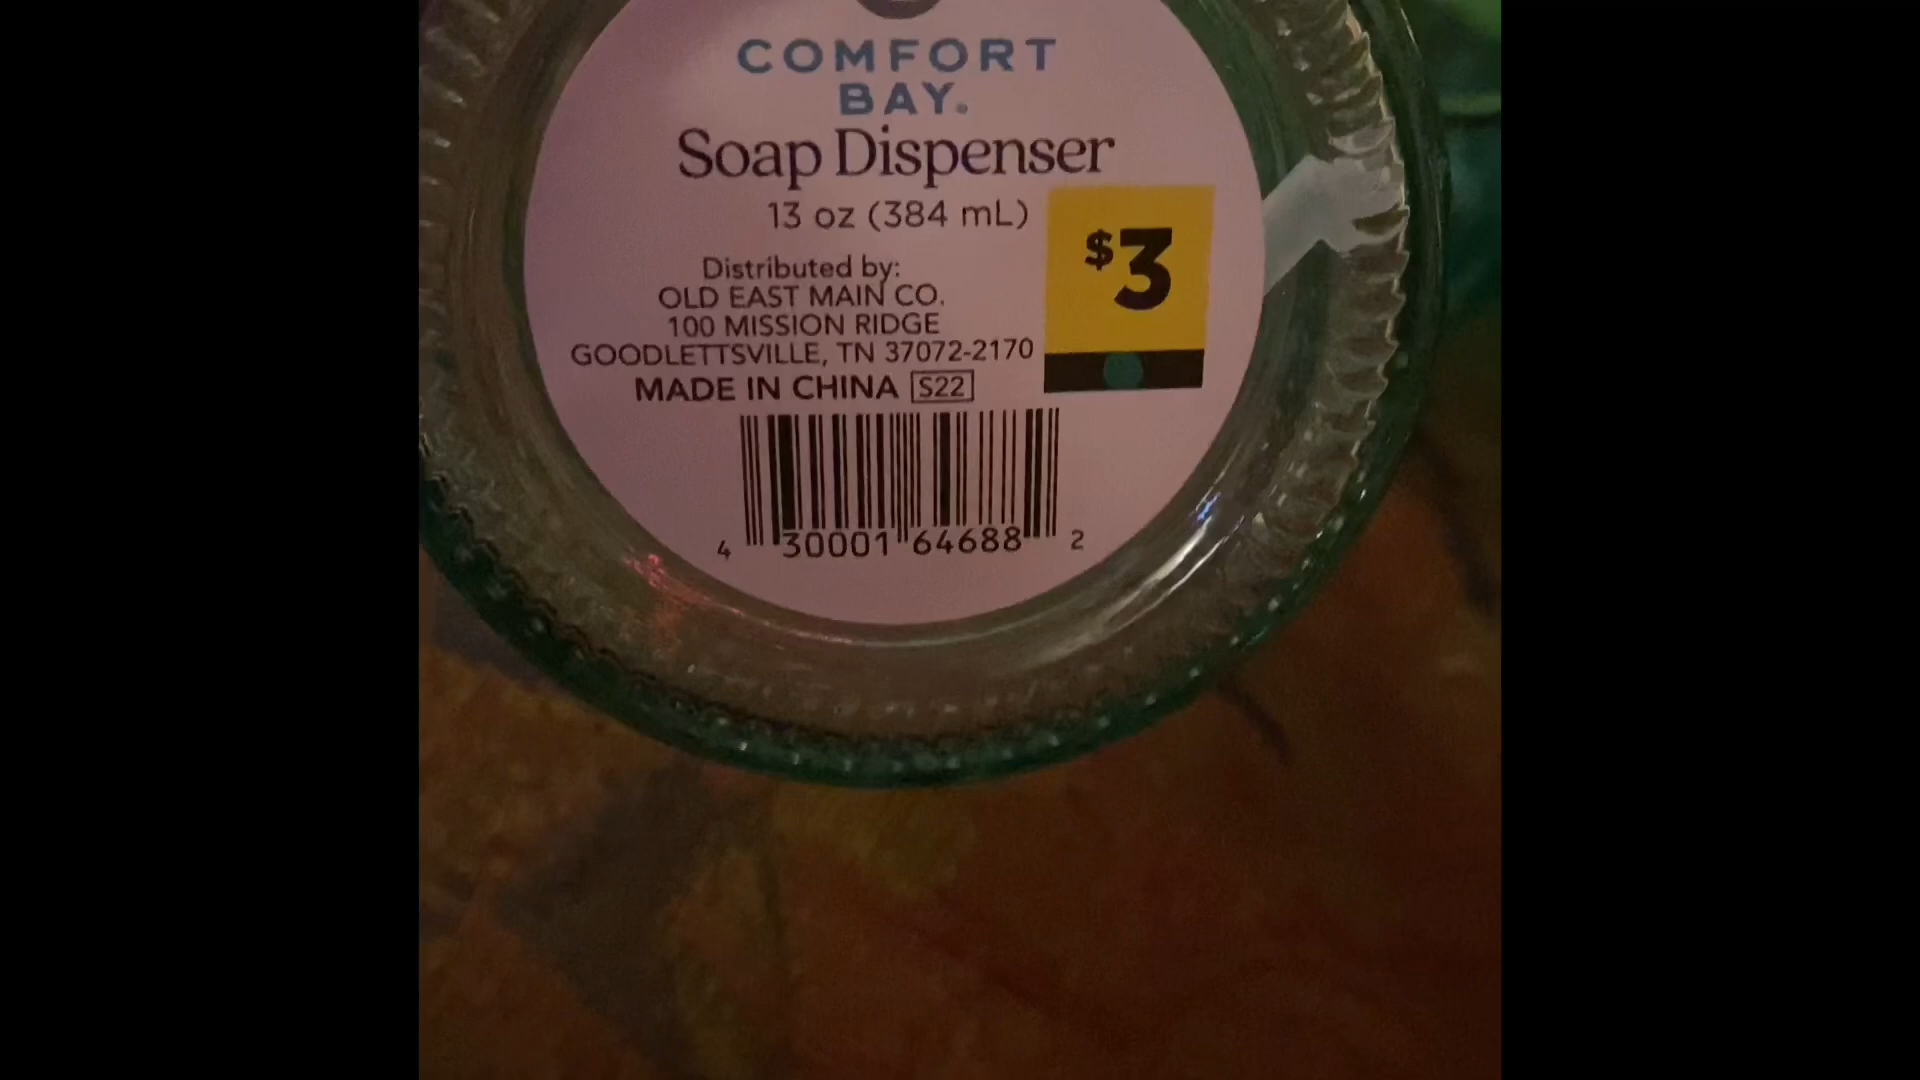 COMFORT
BAY.
Soap Dispenser
13 oz (384 mL)
$3
Distributed by:
OLD EAST MAIN CO.
100 MISSION RIDGE
GOODLETTSVILLE, TN 37072-2170
MADE IN CHINA S22
4 30001 64688 2